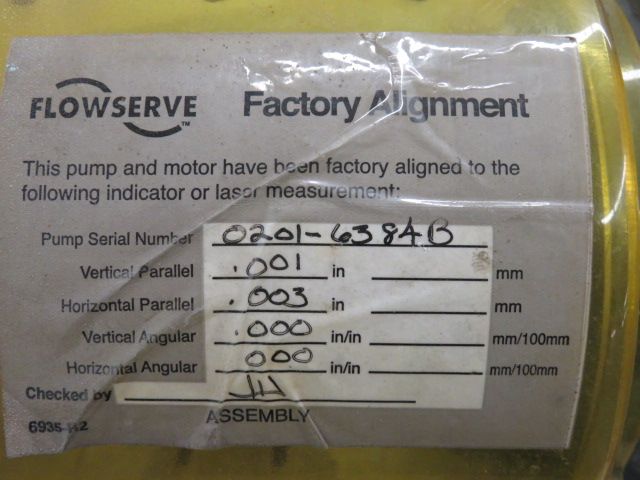 FLOWSERVE™ Factory Alignment
This pump and motor have been factory aligned to the
following indicator or laser measurement:
Pump Serial Number 0201-6384B
Vertical Parallel .001 in mm
Horizontal Parallel .003 in mm
Vertical Angular .000 in/in mm/100mm
Horizontal Angular 000 in/in mm/100mm
Checked by
ASSEMBLY